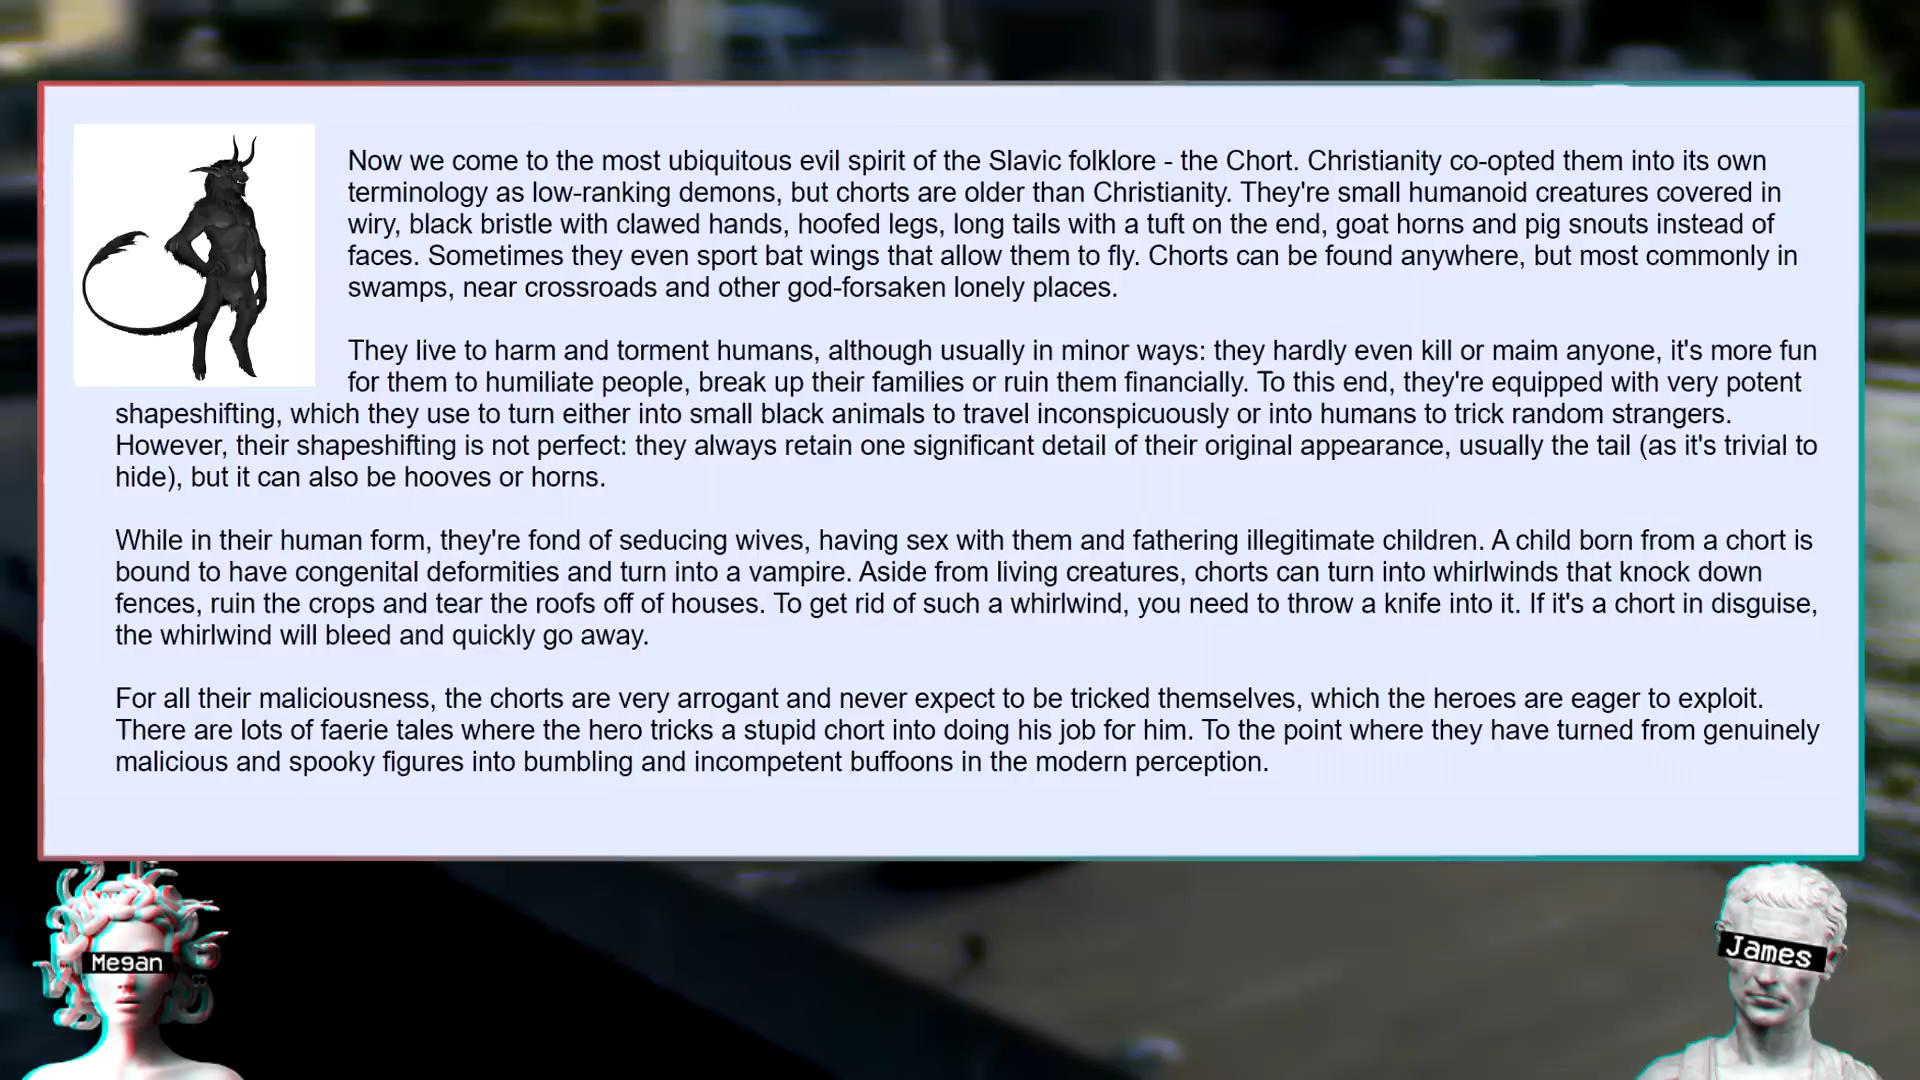 Now we come to the most ubiquitous evil spirit of the Slavic folklore - the Chort. Christianity co-opted them into its own
terminology as low-ranking demons, but chorts are older than Christianity. They're small humanoid creatures covered in
wiry, black bristle with clawed hands, hoofed legs, long tails with a tuft on the end, goat horns and pig snouts instead of
faces. Sometimes they even sport bat wings that allow them to fly. Chorts can be found anywhere, but most commonly in
swamps, near crossroads and other god-forsaken lonely places.
They live to harm and torment humans, although usually in minor ways: they hardly even kill or maim anyone, it's more fun
for them to humiliate people, break up their families or ruin them financially. To this end, they're equipped with very potent
shapeshifting, which they use to turn either into small black animals to travel inconspicuously or into humans to trick random strangers.
However, their shapeshifting is not perfect: they always retain one significant detail of their original appearance, usually the tail (as it's trivial to
hide), but it can also be hooves or horns.
While in their human form, they're fond of seducing wives, having sex with them and fathering illegitimate children. A child born from a chort is
bound to have congenital deformities and turn into a vampire. Aside from living creatures, chorts can turn into whirlwinds that knock down
fences, ruin the crops and tear the roofs off of houses. To get rid of such a whirlwind, you need to throw a knife into it. If it's a chort in disguise,
the whirlwind will bleed and quickly go away.
For all their maliciousness, the chorts are very arrogant and never expect to be tricked themselves, which the heroes are eager to exploit.
There are lots of faerie tales where the hero tricks a stupid chort into doing his job for him. To the point where they have turned from genuinely
malicious and spooky figures into bumbling and incompetent buffoons in the modern perception.
Megan
James